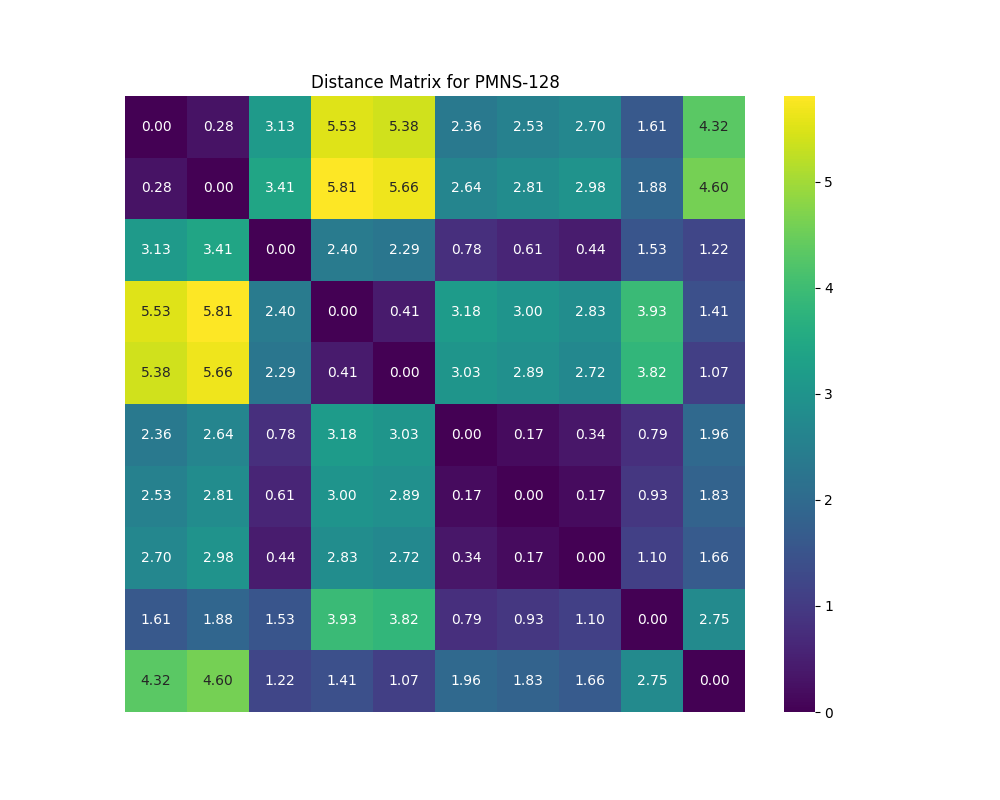 Distance Matrix for PMNS-128
0.00 0.28 3.13 5.53 5.38 2.36 2.53 2.70 1.61 4.32
0.28 0.00 3.41 5.81 5.66 2.64 2.81 2.98 1.88 4.60
3.13 3.41 0.00 2.40 2.29 0.78 0.61 0.44 1.53 1.22
5.53 5.81 2.40 0.00 0.41 3.18 3.00 2.83 3.93 1.41
5.38 5.66 2.29 0.41 0.00 3.03 2.89 2.72 3.82 1.07
2.36 2.64 0.78 3.18 3.03 0.00 0.17 0.34 0.79 1.96
2.53 2.81 0.61 3.00 2.89 0.17 0.00 0.17 0.93 1.83
2.70 2.98 0.44 2.83 2.72 0.34 0.17 0.00 1.10 1.66
1.61 1.88 1.53 3.93 3.82 0.79 0.93 1.10 0.00 2.75
4.32 4.60 1.22 1.41 1.07 1.96 1.83 1.66 2.75 0.00
5
4
3
2
1
0